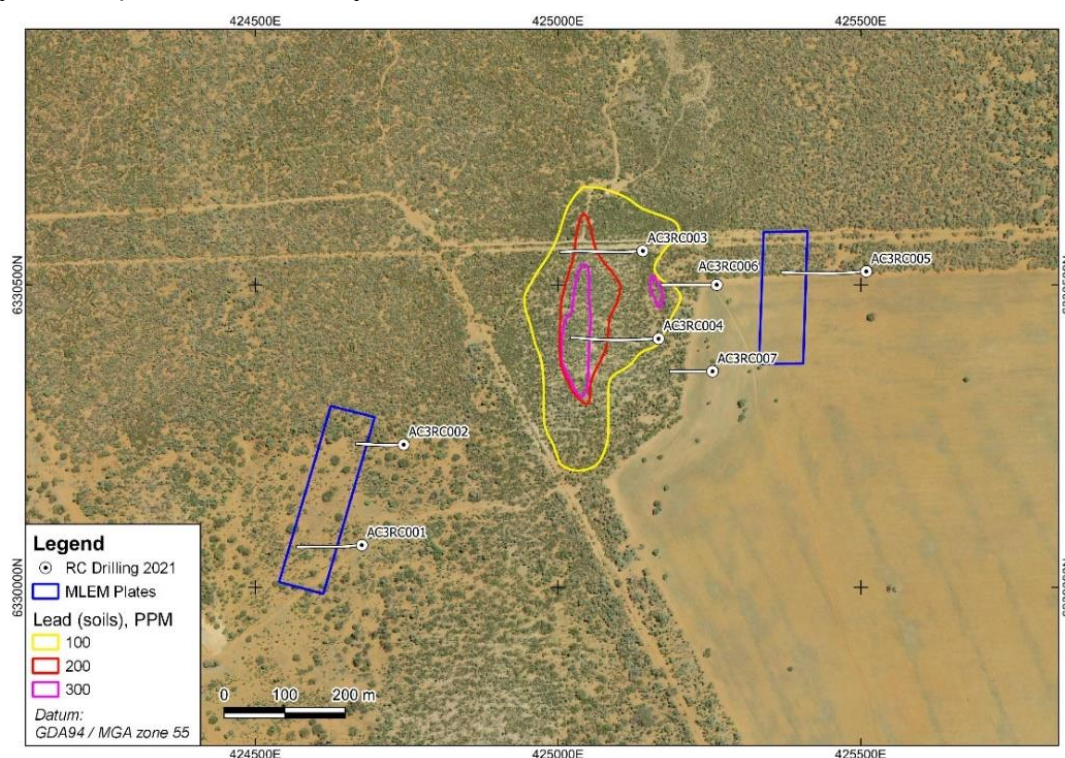 424500E
425000E
425500E
AC3RC003
AC3RC006
AC3RC005
6330500N
AC3RC004
AC3RC007
AC3RC002
AC3RC001
Legend
RC Drilling 2021
MLEM Plates
Lead (soils), PPM
100
200
300
Datum:
GDA94 / MGA zone 55
0
100
200 m
6330000N
424500E
425000E
425500E